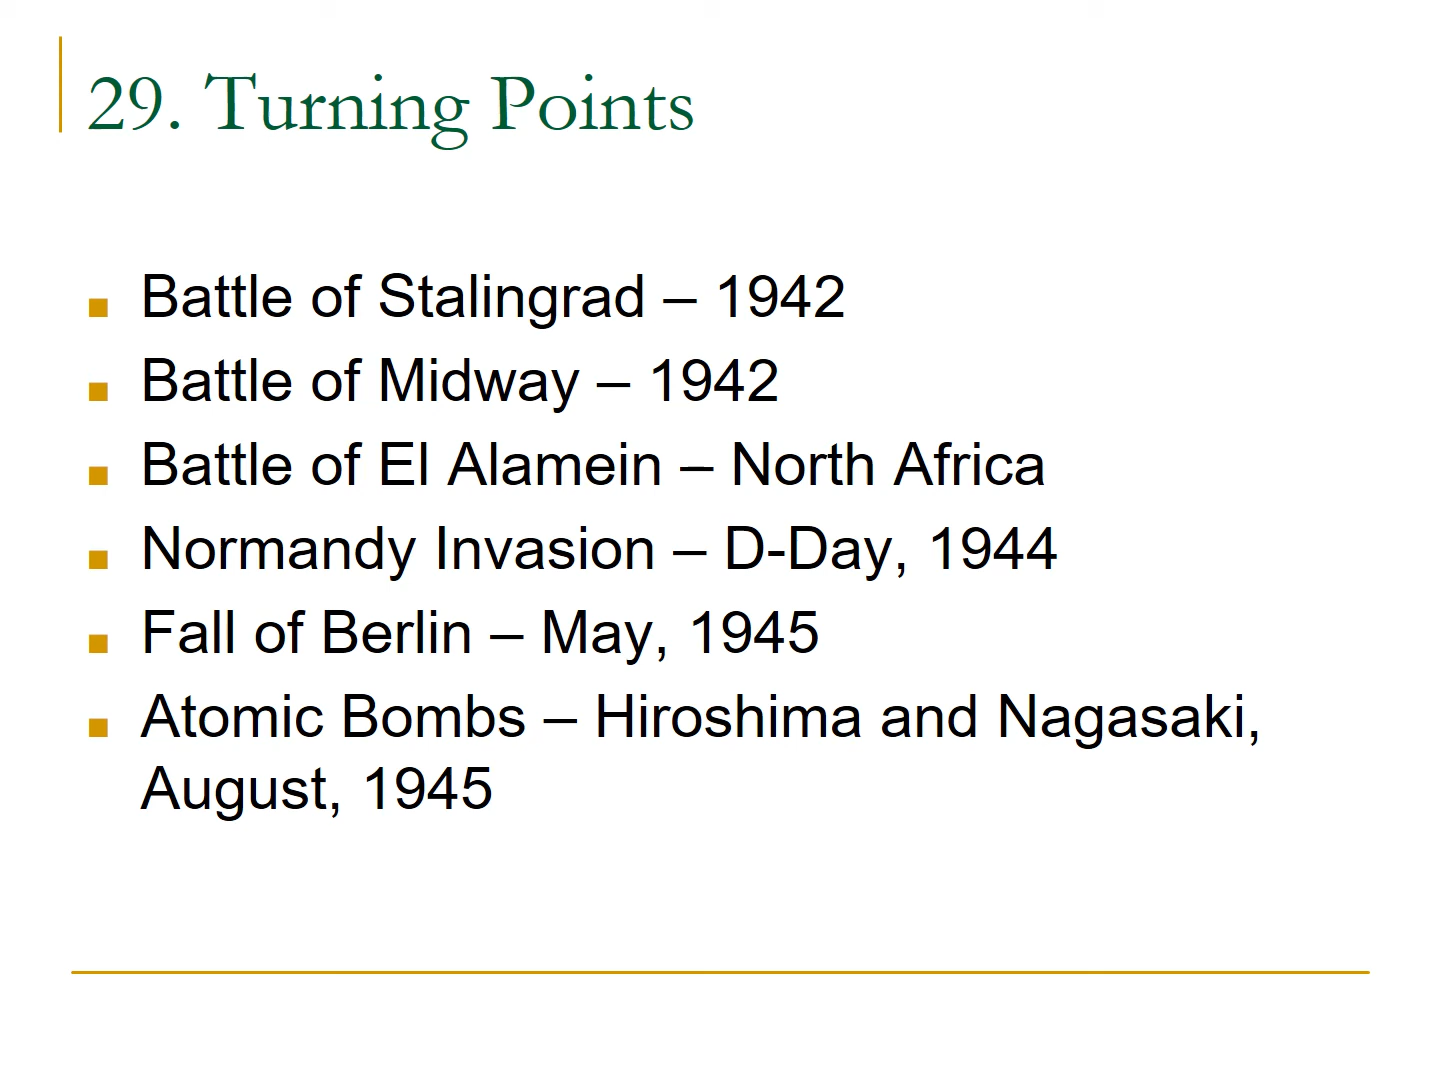 29. Turning Points
■ Battle of Stalingrad – 1942
■ Battle of Midway – 1942
■ Battle of El Alamein – North Africa
■ Normandy Invasion – D-Day, 1944
■ Fall of Berlin – May, 1945
■ Atomic Bombs – Hiroshima and Nagasaki,
August, 1945